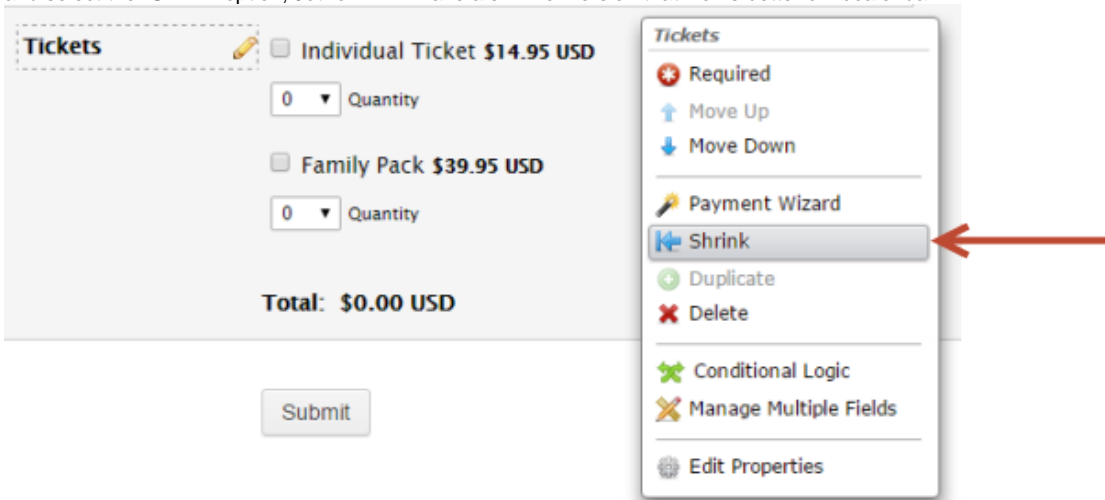 Tickets
Individual Ticket $14.95 USD
0 Quantity
Family Pack $39.95 USD
0 Quantity
Total: $0.00 USD
Submit
Tickets
Required
Move Up
Move Down
Payment Wizard
Shrink
Duplicate
Delete
Conditional Logic
Manage Multiple Fields
Edit Properties